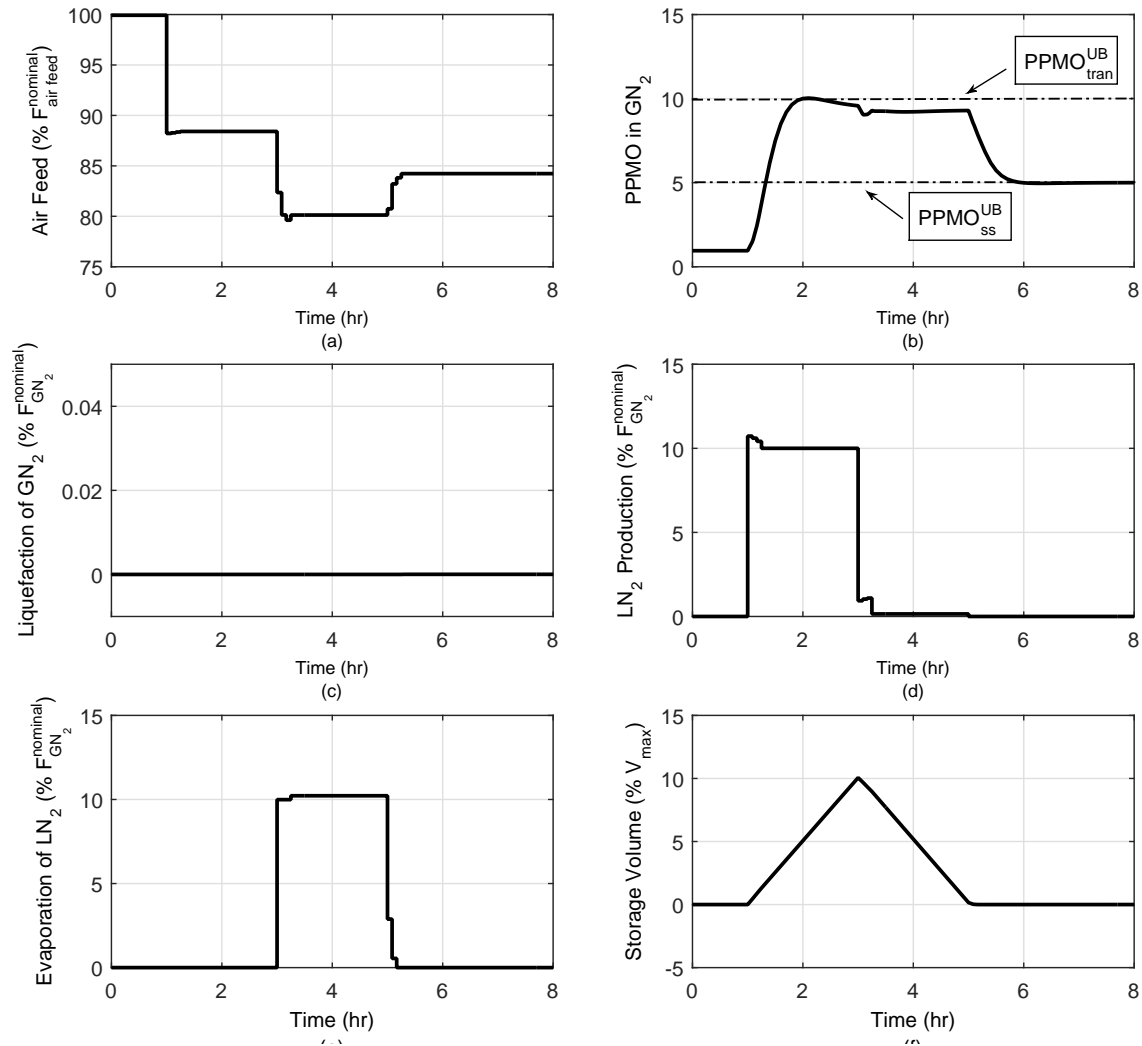 100
95
90
85
80
75
Air Feed (% F^nominal_air feed)
0 2 4 6 8
Time (hr)
(a)
15
10
5
0
PPMO in GN2
PPMO^UB_tran
PPMO^UB_ss
0 2 4 6 8
Time (hr)
(b)
0.04
0.02
0
Liquefaction of GN2 (% F^nominal_GN2)
0 2 4 6 8
Time (hr)
(c)
15
10
5
0
LN2 Production (% F^nominal_GN2)
0 2 4 6 8
Time (hr)
(d)
15
10
5
0
Evaporation of LN2 (% F^nominal_GN2)
0 2 4 6 8
Time (hr)
15
10
5
0
-5
Storage Volume (% Vmax)
0 2 4 6 8
Time (hr)
(f)